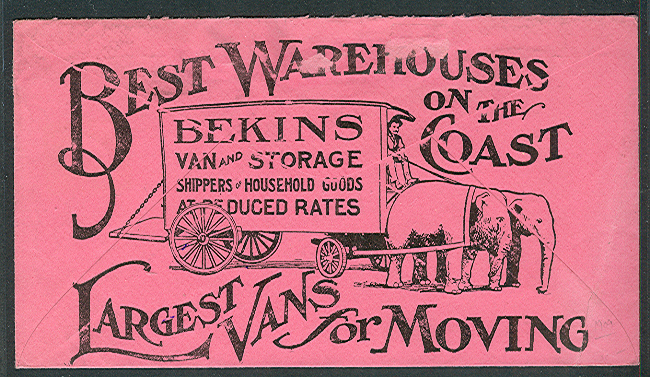 BEST WAREHOUSES
ON THE
COAST
BEKINS
VAN AND STORAGE
SHIPPERS OF HOUSEHOLD GOODS
AT REDUCED RATES
LARGEST VANS for MOVING